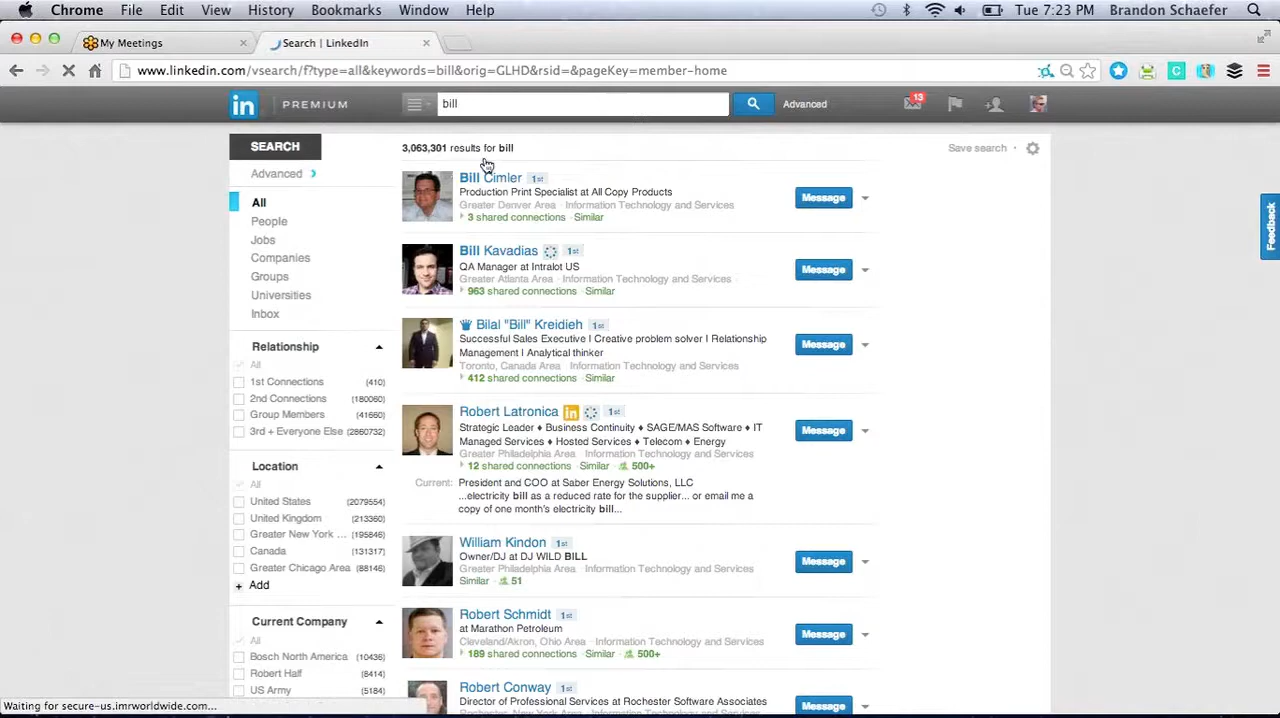 Chrome File Edit View History Bookmarks Window Help Tue 7:23 PM Brandon Schaefer
My Meetings Search | LinkedIn
www.linkedin.com/vsearch/f?type=all&keywords=bill&orig=GLHD&rsid=&pageKey=member-home
in PREMIUM bill Advanced 13
SEARCH
Advanced
All
People
Jobs
Companies
Groups
Universities
Inbox
Relationship
All
1st Connections (410)
2nd Connections (180060)
Group Members (41660)
3rd + Everyone Else (2860732)
Location
All
United States (2079554)
United Kingdom (213360)
Greater New York ... (195846)
Canada (131317)
Greater Chicago Area (88146)
+ Add
Current Company
All
Bosch North America (10436)
Robert Half (8414)
US Army (5184)
3,063,301 results for bill
Save search
Bill Cimler 1st
Production Print Specialist at All Copy Products
Greater Denver Area · Information Technology and Services
3 shared connections · Similar
Message
Bill Kavadias 1st
QA Manager at Intralot US
Greater Atlanta Area · Information Technology and Services
963 shared connections · Similar
Message
Bilal "Bill" Kreidieh 1st
Successful Sales Executive I Creative problem solver I Relationship
Management I Analytical thinker
Toronto, Canada Area · Information Technology and Services
412 shared connections · Similar
Message
Robert Latronica in 1st
Strategic Leader ♦ Business Continuity ♦ SAGE/MAS Software ♦ IT
Managed Services ♦ Hosted Services ♦ Telecom ♦ Energy
Greater Philadelphia Area · Information Technology and Services
12 shared connections · Similar · 500+
Current: President and COO at Saber Energy Solutions, LLC
...electricity bill as a reduced rate for the supplier... or email me a
copy of one month's electricity bill...
Message
William Kindon 1st
Owner/DJ at DJ WILD BILL
Greater Philadelphia Area · Information Technology and Services
Similar · 51
Message
Robert Schmidt 1st
at Marathon Petroleum
Cleveland/Akron, Ohio Area · Information Technology and Services
189 shared connections · Similar · 500+
Message
Robert Conway 1st
Director of Professional Services at Rochester Software Associates
Rochester, New York Area · Information Technology and Services
Message
Feedback
Waiting for secure-us.imrworldwide.com...